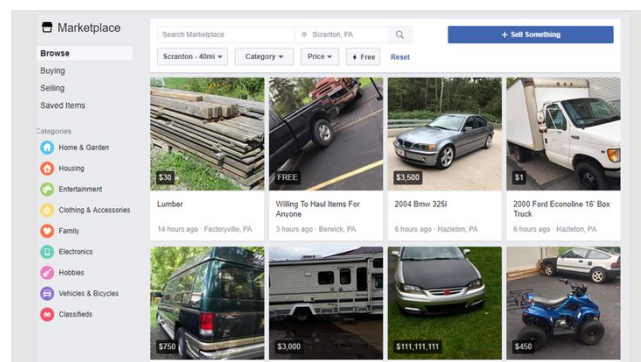 Marketplace
Browse
Buying
Selling
Saved Items
Categories
Home & Garden
Housing
Entertainment
Clothing & Accessories
Family
Electronics
Hobbies
Vehicles & Bicycles
Classifieds
Search Marketplace
Scranton, PA
+ Sell Something
Scranton - 40mi
Category
Price
Free
Reset
$30
Lumber
14 hours ago · Factoryville, PA
FREE
Willing To Haul Items For
Anyone
3 hours ago · Berwick, PA
$3,500
2004 Bmw 325I
6 hours ago · Hazleton, PA
$1
2000 Ford Econoline 16' Box
Truck
6 hours ago · Hazleton, PA
$750
$3,000
$111,111,111
$450